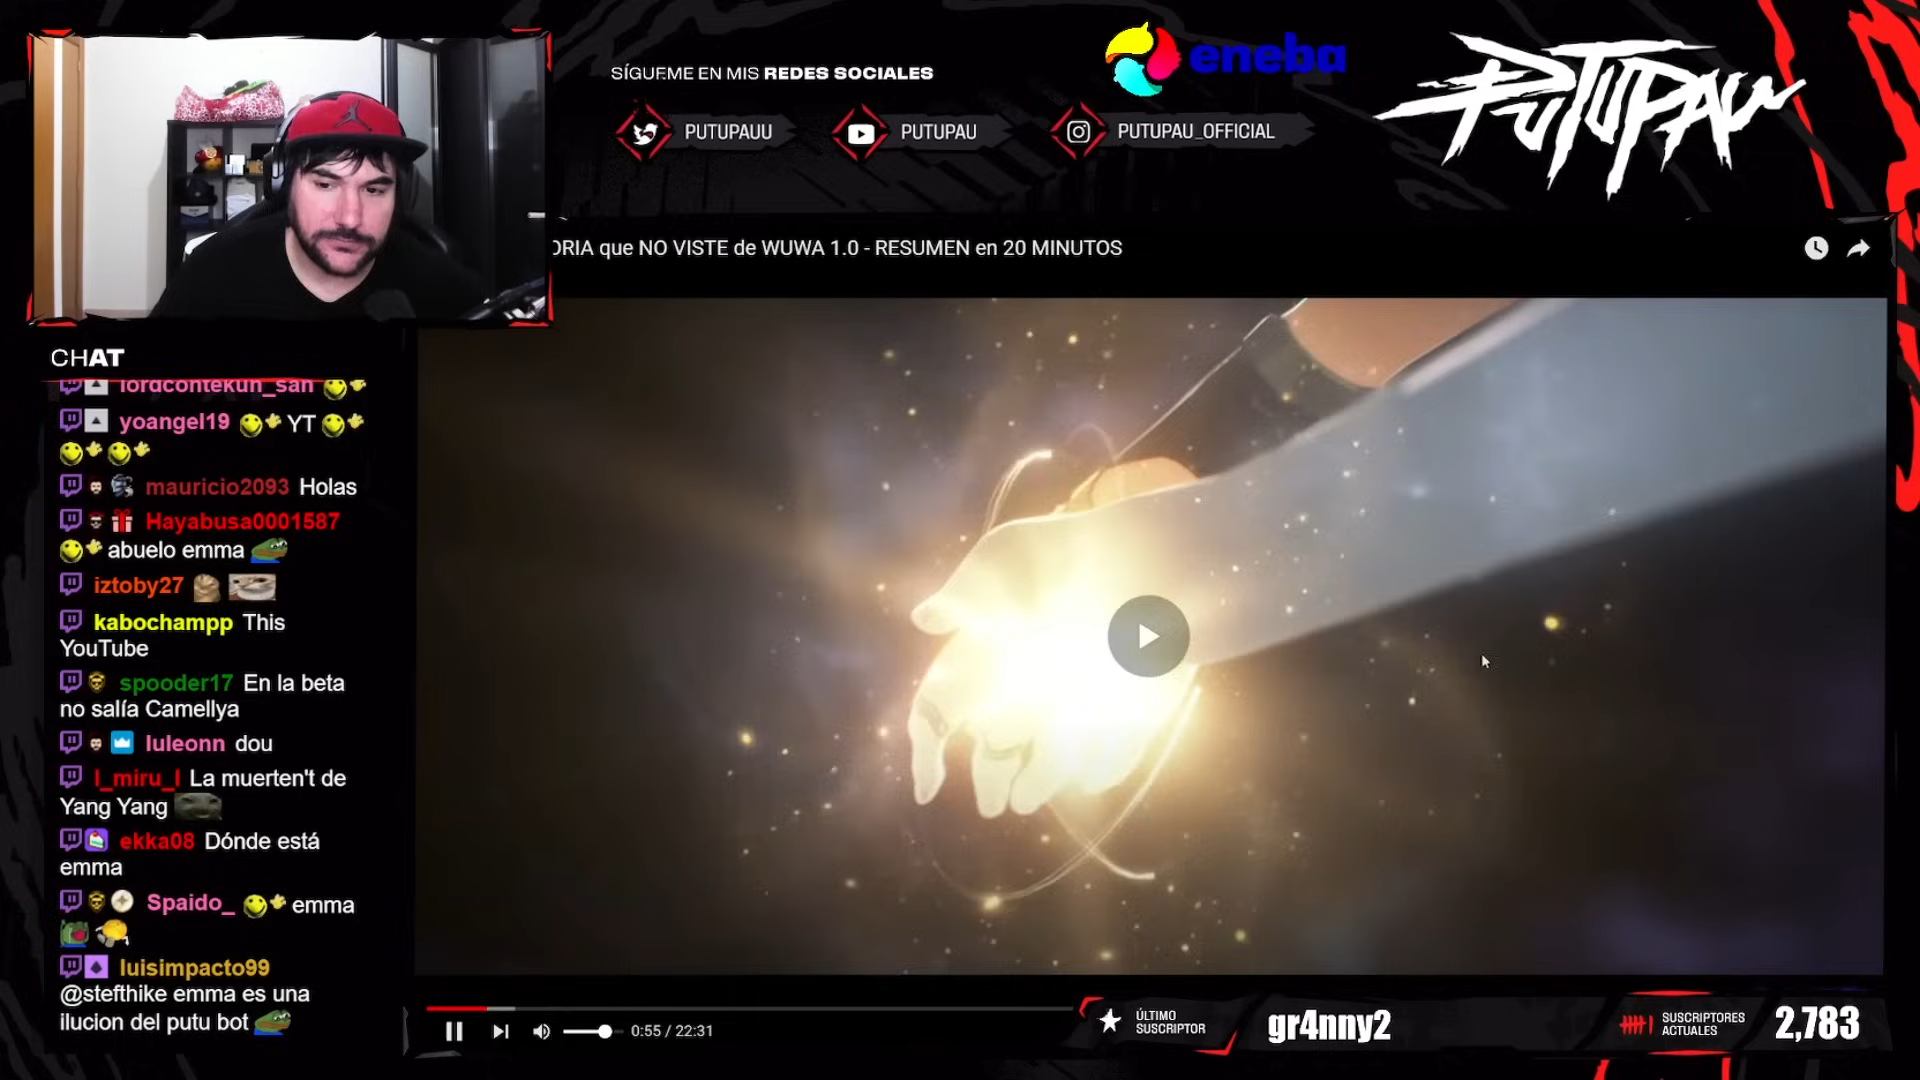 SÍGUEME EN MIS REDES SOCIALES
eneba
PUTUPAU
PUTUPAUU
PUTUPAU
PUTUPAU_OFFICIAL
ORIA que NO VISTE de WUWA 1.0 - RESUMEN en 20 MINUTOS
CHAT
lordcontekun_san
yoangel19 YT
mauricio2093 Holas
Hayabusa0001587
abuelo emma
iztoby27
kabochampp This
YouTube
spooder17 En la beta
no salía Camellya
luleonn dou
l_miru_l La muerten't de
Yang Yang
ekka08 Dónde está
emma
Spaido_ emma
luisimpacto99
@stefthike emma es una
ilucion del putu bot
0:55 / 22:31
ÚLTIMO
SUSCRIPTOR
gr4nny2
SUSCRIPTORES
ACTUALES
2,783